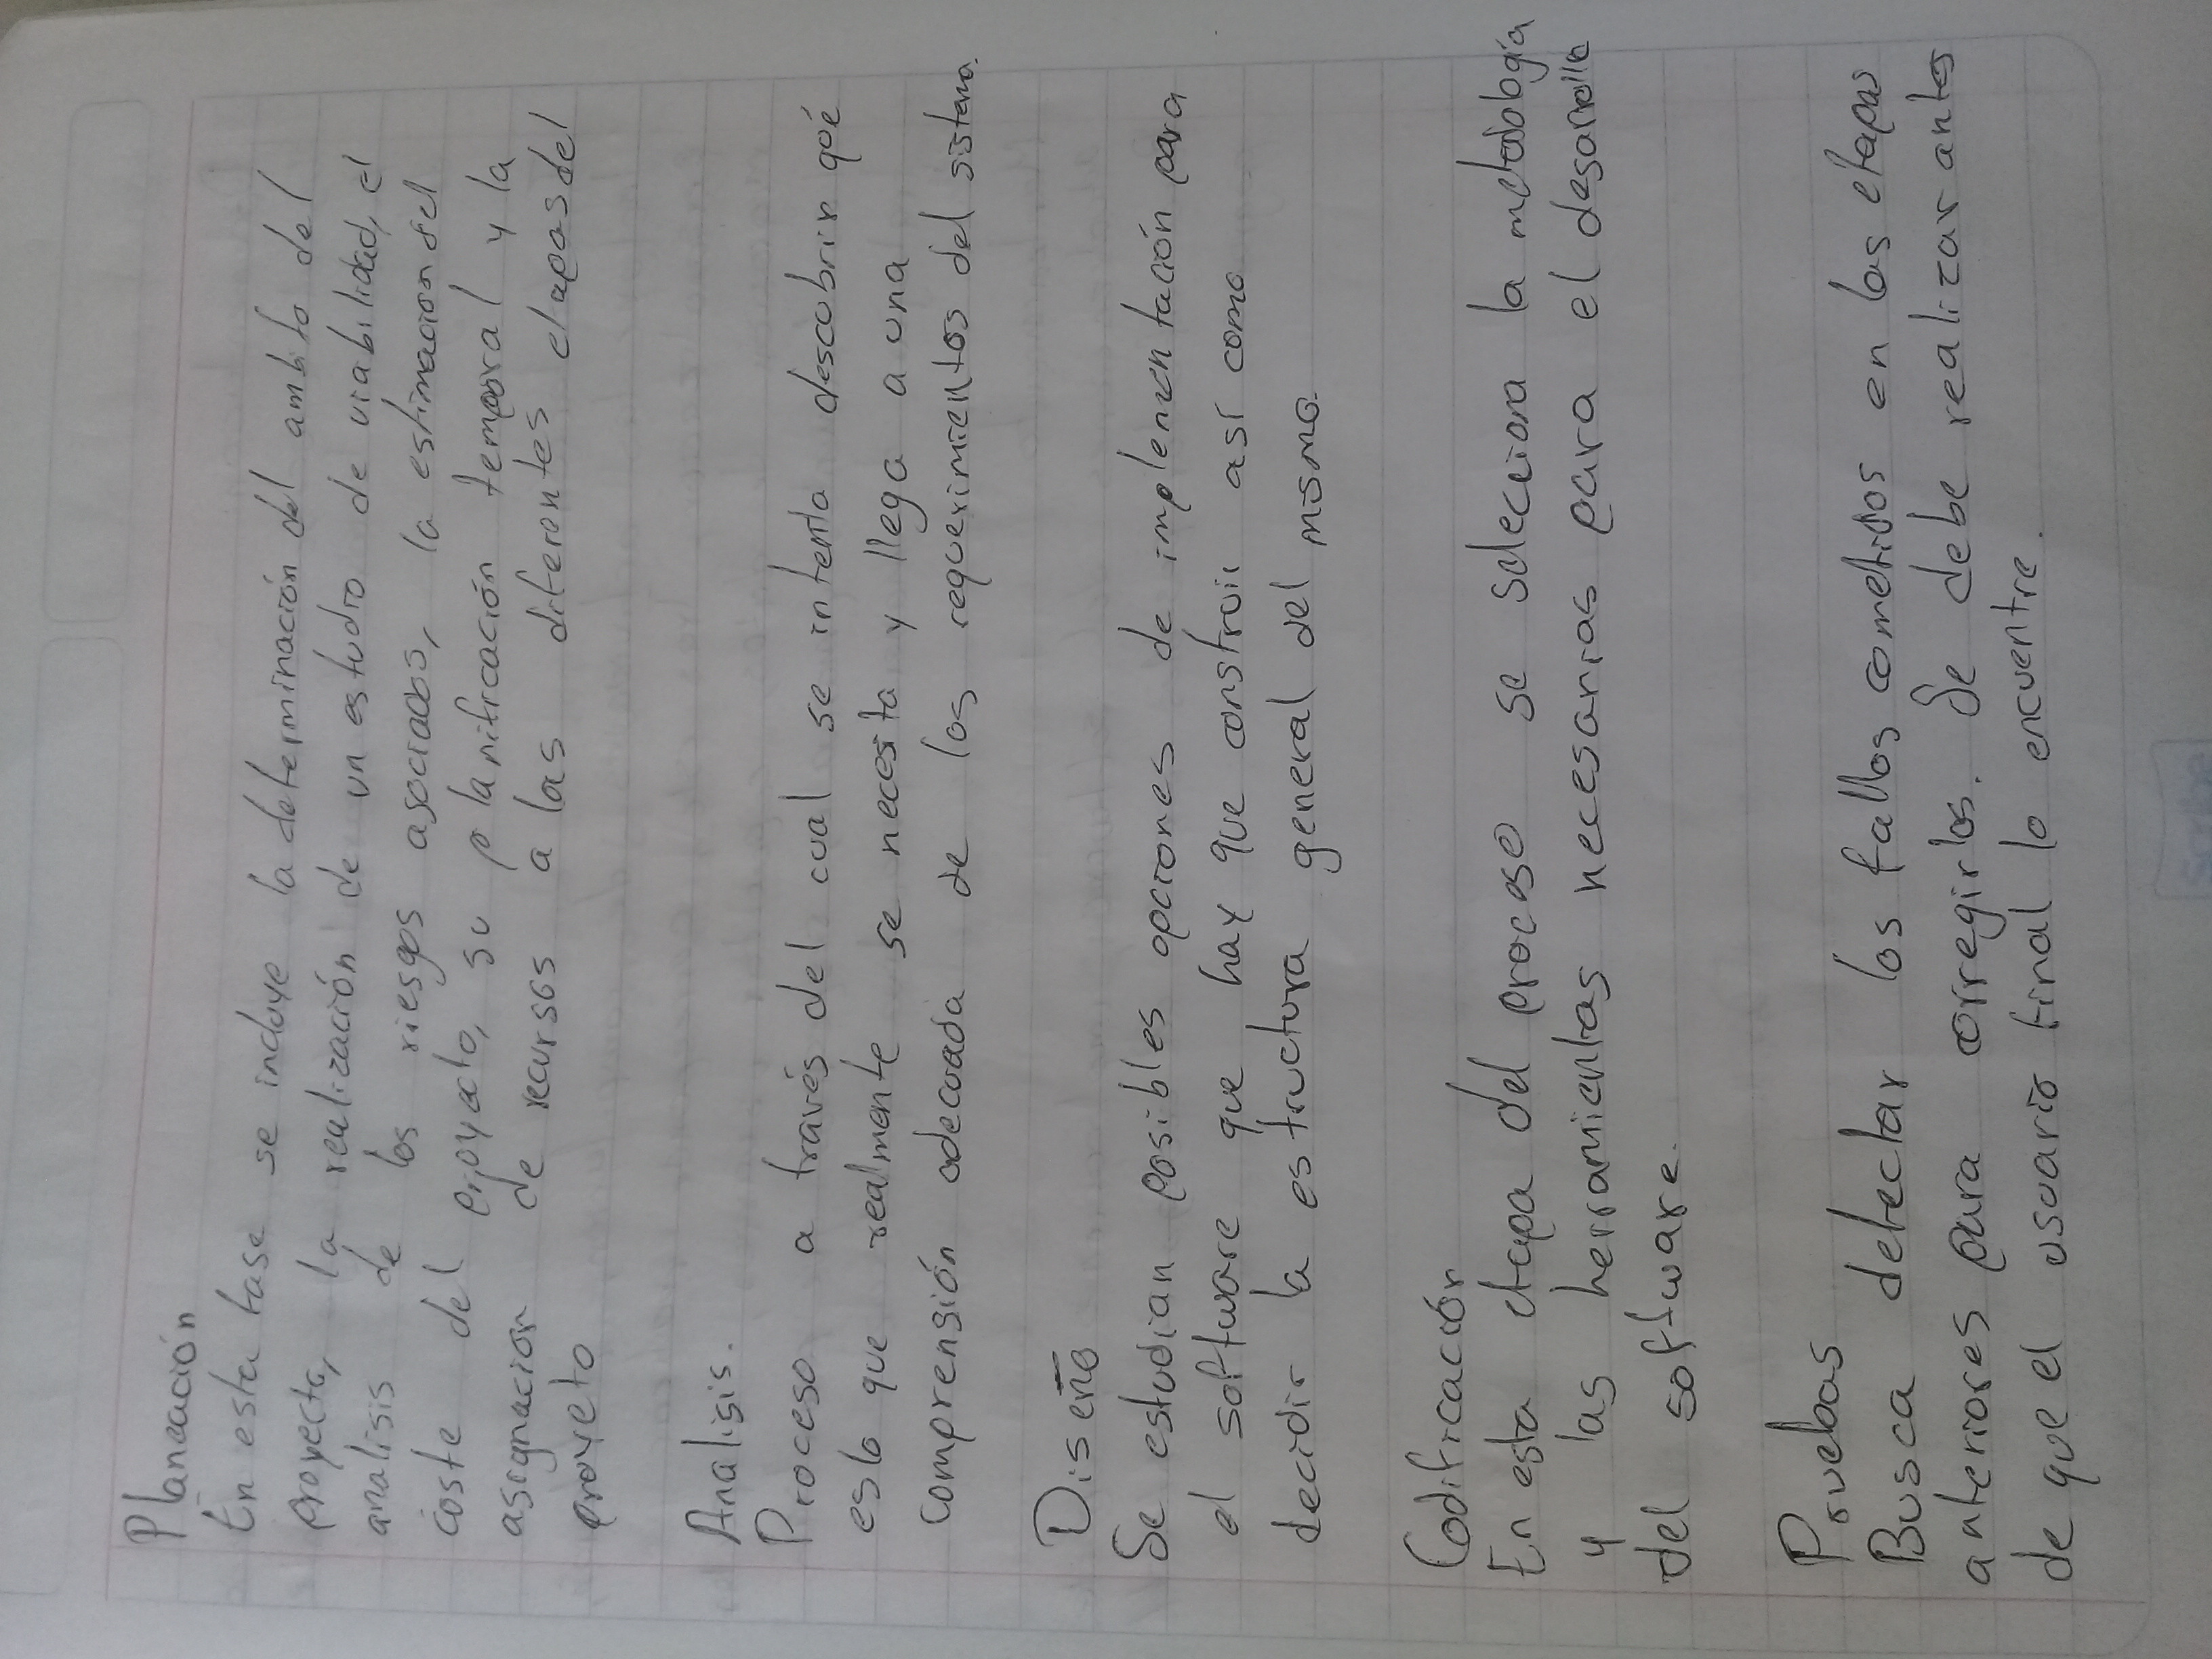 Planeación
En esta fase se incluye la determinación del ambito del
proyecto, la realización de un estudio de viabilidad, el
analisis de los riesgos asociados, la estimacion del
coste del proyecto, su planificación temporal y la
asignación de recursos a las diferentes etapas del
proyeto
Analisis.
Proceso a través del cual se intenta descubrir qué
es lo que realmente se necesita y llega a una
comprensión adecuada de los requerimientos del sistema.
Diseño
Se estudian posibles opciones de implementación para
el software que hay que construir así como
decidir la estructura general del mismo.
Codificación
En esta etapa del proceso se selecciona la metodología
y las herramientas necesarias para el desarrollo
del software.
Pruebas
Busca detectar los fallos cometidos en las etapas
anteriores para corregirlos. Se debe realizar antes
de que el usuario final lo encuentre.